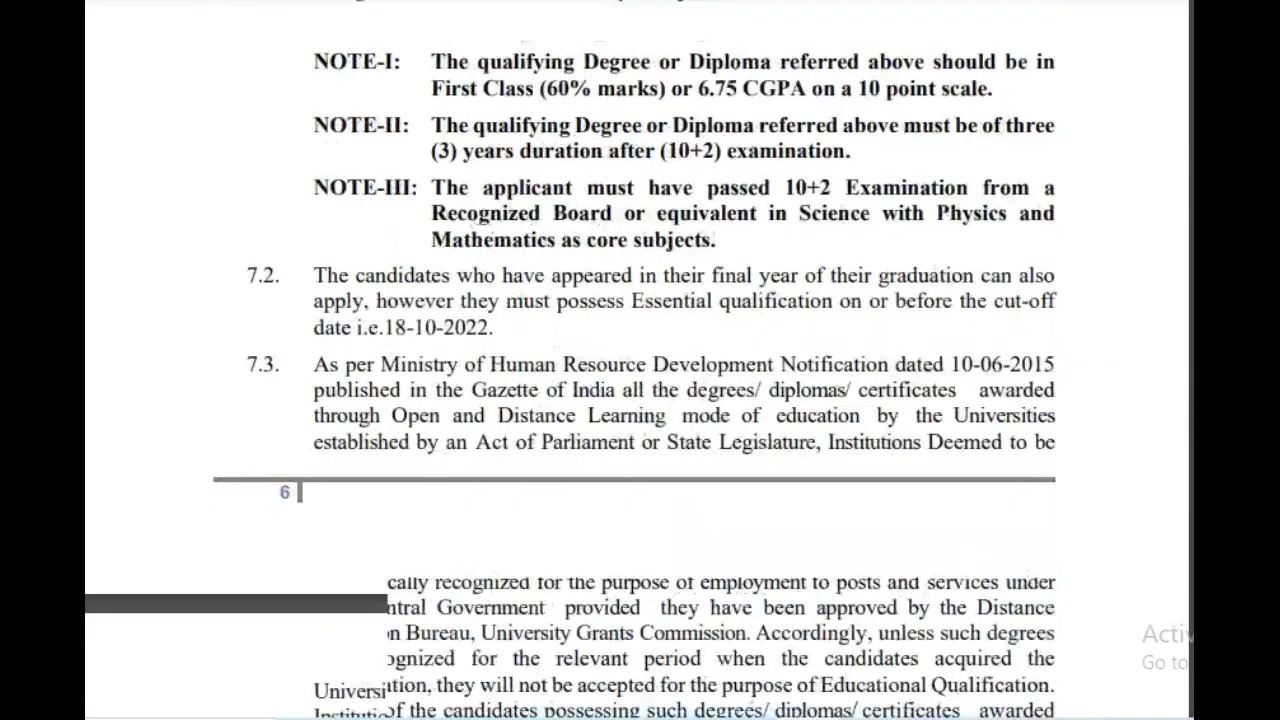 NOTE-I: The qualifying Degree or Diploma referred above should be in
First Class (60% marks) or 6.75 CGPA on a 10 point scale.
NOTE-II: The qualifying Degree or Diploma referred above must be of three
(3) years duration after (10+2) examination.
NOTE-III: The applicant must have passed 10+2 Examination from a
Recognized Board or equivalent in Science with Physics and
Mathematics as core subjects.
7.2. The candidates who have appeared in their final year of their graduation can also
apply, however they must possess Essential qualification on or before the cut-off
date i.e.18-10-2022.
7.3. As per Ministry of Human Resource Development Notification dated 10-06-2015
published in the Gazette of India all the degrees/ diplomas/ certificates awarded
through Open and Distance Learning mode of education by the Universities
established by an Act of Parliament or State Legislature, Institutions Deemed to be
6
cally recognized for the purpose of employment to posts and services under
ntral Government provided they have been approved by the Distance
n Bureau, University Grants Commission. Accordingly, unless such degrees
Acti
ognized for the relevant period when the candidates acquired the
Go to
Universi
ition, they will not be accepted for the purpose of Educational Qualification.
of the candidates possessing such degrees/ diplomas/ certificates awarded